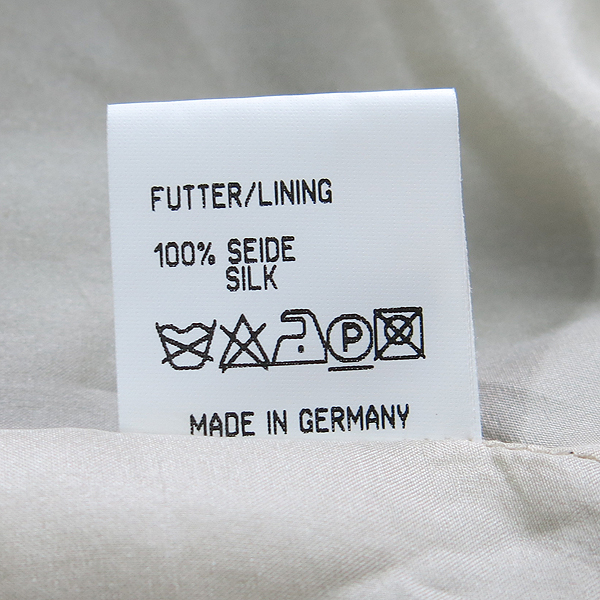 FUTTER/LINING
100% SEIDE
SILK
P
MADE IN GERMANY